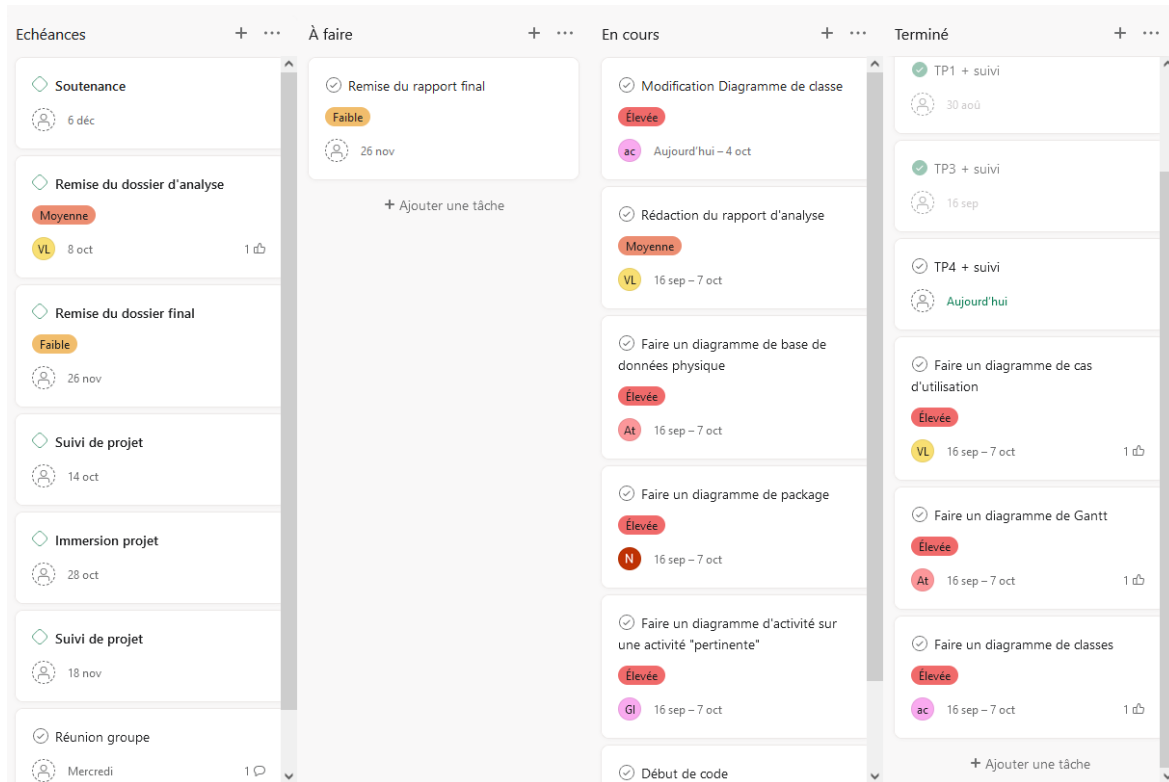 Echéances
Soutenance
6 déc
Remise du dossier d'analyse
Moyenne
VL 8 oct 1
Remise du dossier final
Faible
26 nov
Suivi de projet
14 oct
Immersion projet
28 oct
Suivi de projet
18 nov
Réunion groupe
Mercredi 1
À faire
Remise du rapport final
Faible
26 nov
+ Ajouter une tâche
En cours
Modification Diagramme de classe
Élevée
ac Aujourd'hui – 4 oct
Rédaction du rapport d'analyse
Moyenne
VL 16 sep – 7 oct
Faire un diagramme de base de
données physique
Élevée
At 16 sep – 7 oct
Faire un diagramme de package
Élevée
N 16 sep – 7 oct
Faire un diagramme d'activité sur
une activité "pertinente"
Élevée
Gl 16 sep – 7 oct
Début de code
Terminé
TP1 + suivi
30 aoû
TP3 + suivi
16 sep
TP4 + suivi
Aujourd'hui
Faire un diagramme de cas
d'utilisation
Élevée
VL 16 sep – 7 oct 1
Faire un diagramme de Gantt
Élevée
At 16 sep – 7 oct 1
Faire un diagramme de classes
Élevée
ac 16 sep – 7 oct 1
+ Ajouter une tâche